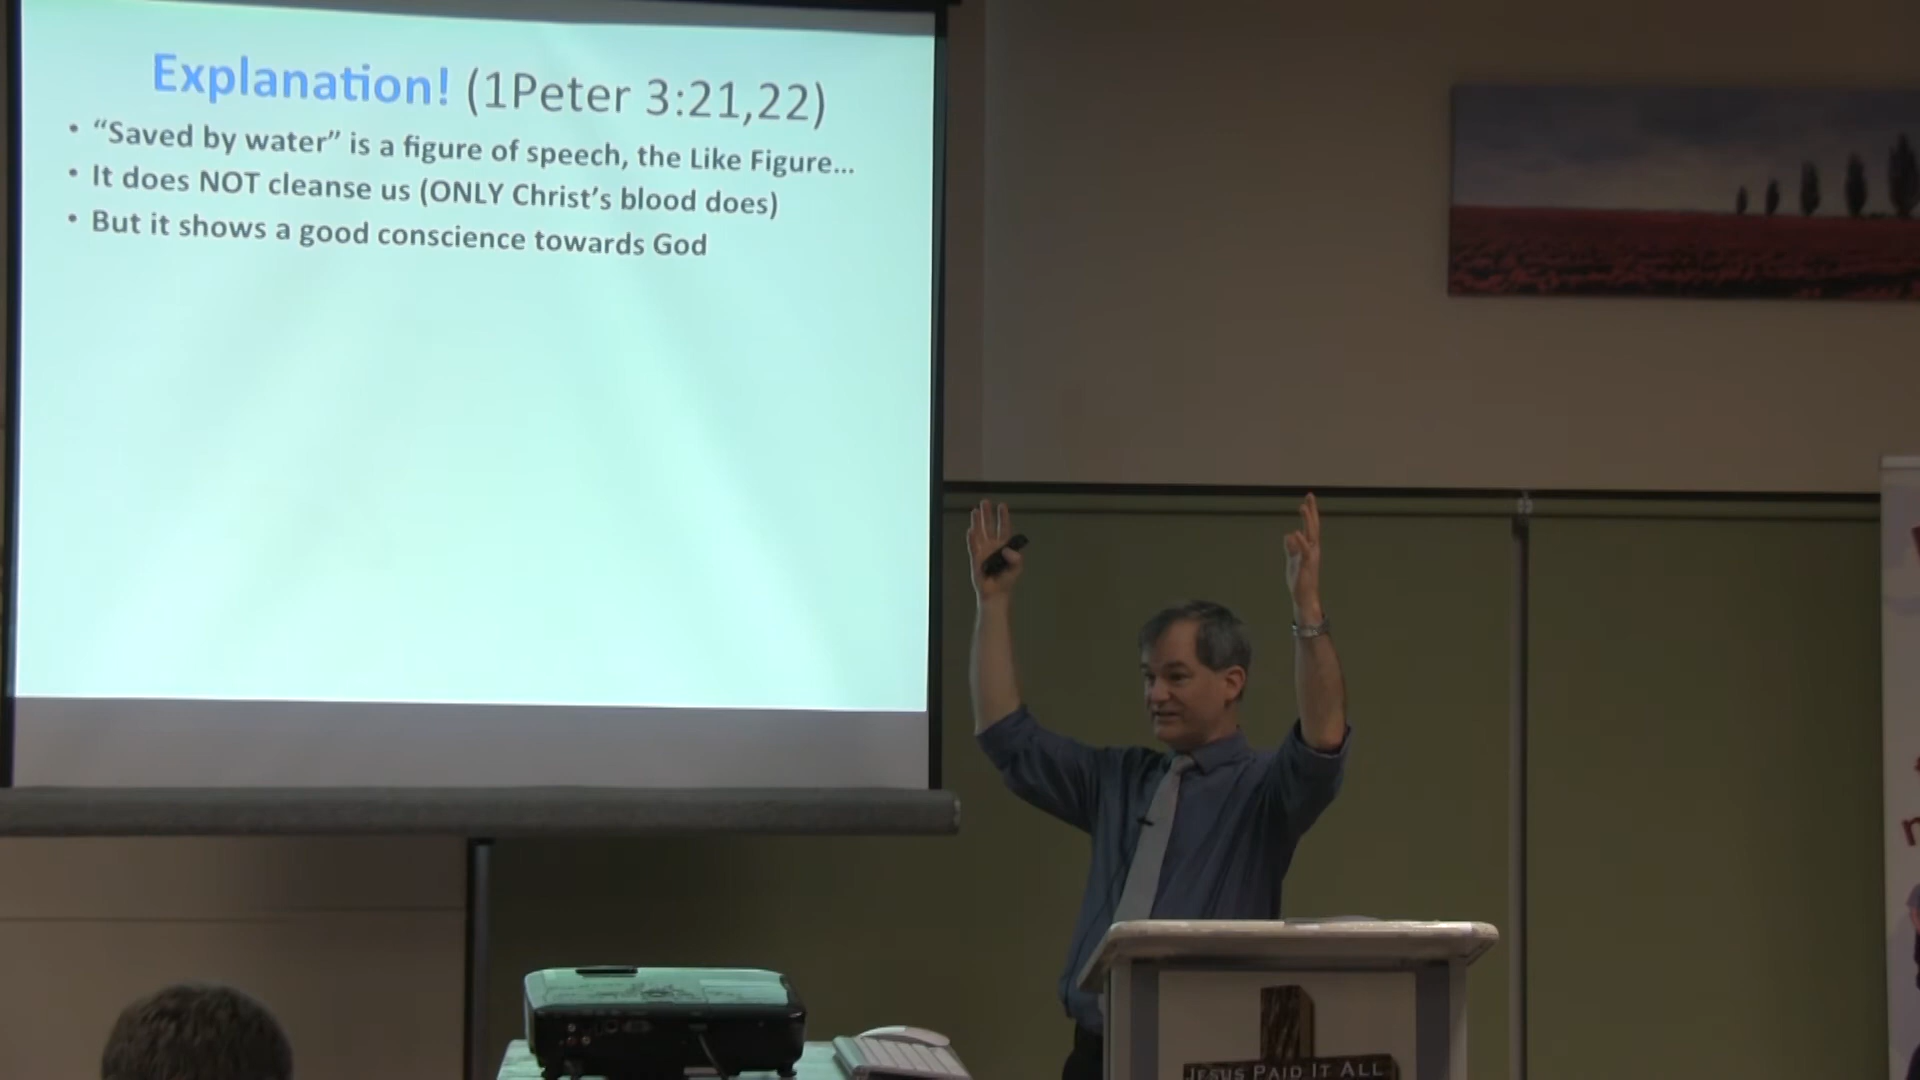 Explanation! (1Peter 3:21,22)
• “Saved by water” is a figure of speech, the Like Figure...
• It does NOT cleanse us (ONLY Christ’s blood does)
• But it shows a good conscience towards God
JESUS PAID IT ALL